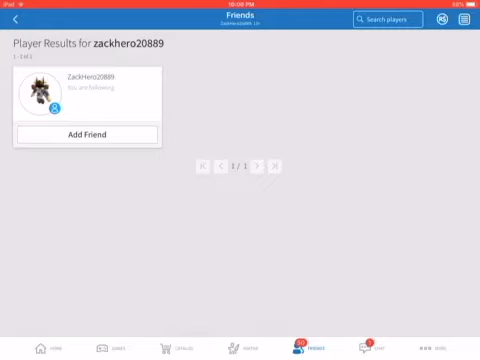 iPad 10:09 PM
Friends
Search players
Player Results for zackhero20889
ZackHero20889
You are following
Add Friend
1 / 1
HOME GAMES CATALOG AVATAR FRIENDS CHAT MORE